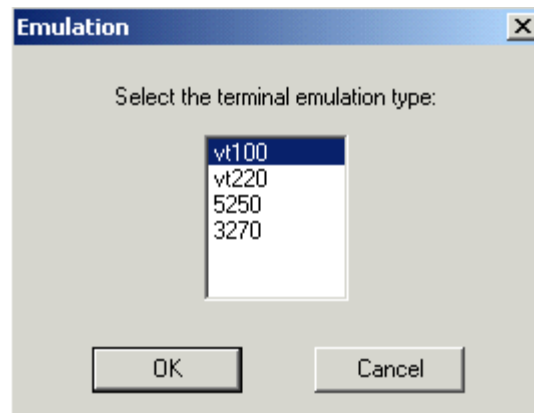 Emulation
Select the terminal emulation type:
vt100
vt220
5250
3270
OK Cancel